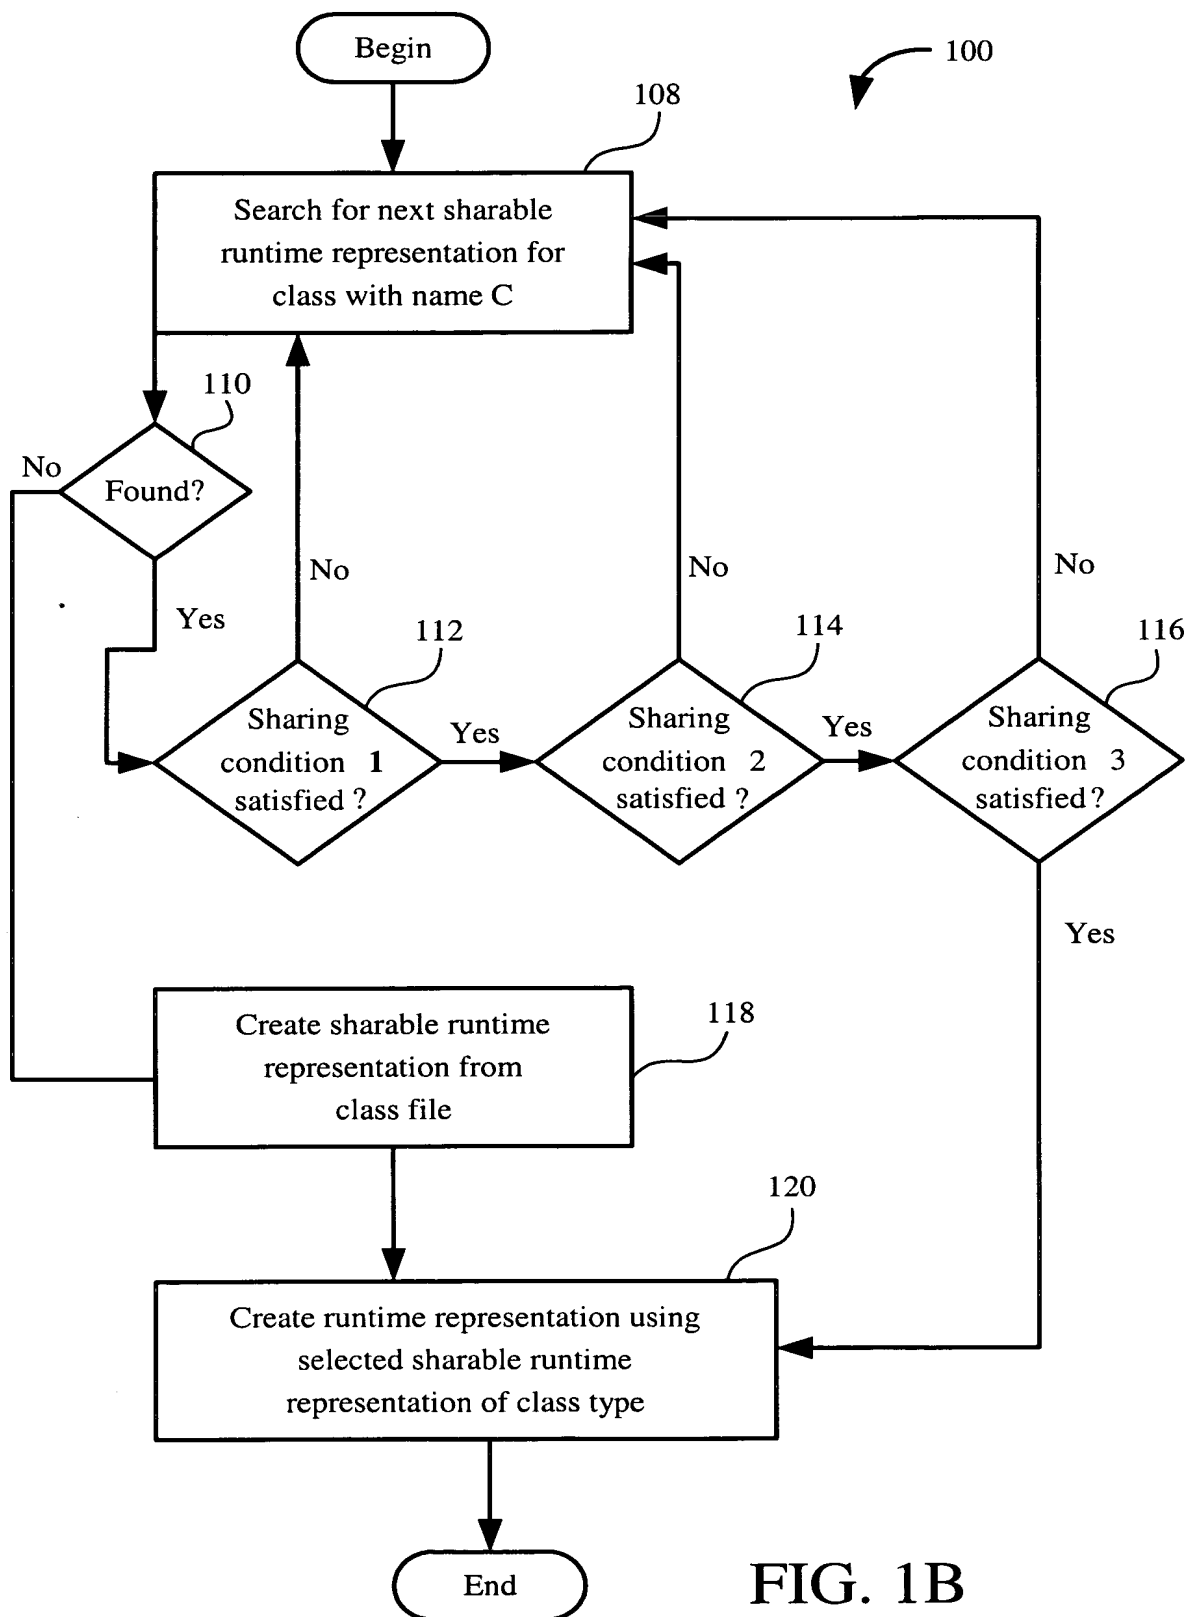 Begin
100
108
Search for next sharable
runtime representation for
class with name C
110
No
Found?
No
No
No
Yes
112
114
116
Sharing
condition 1
satisfied ?
Yes
Sharing
condition 2
satisfied ?
Yes
Sharing
condition 3
satisfied ?
Yes
Create sharable runtime
representation from
class file
118
120
Create runtime representation using
selected sharable runtime
representation of class type
End
FIG. 1B